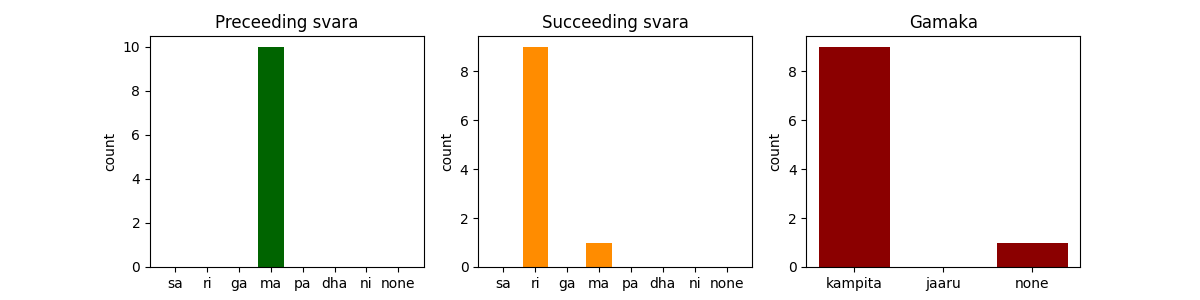 Preceeding svara
count
10
8
6
4
2
0
sa ri ga ma pa dha ni none
Succeeding svara
count
8
6
4
2
0
sa ri ga ma pa dha ni none
Gamaka
count
8
6
4
2
0
kampita jaaru none